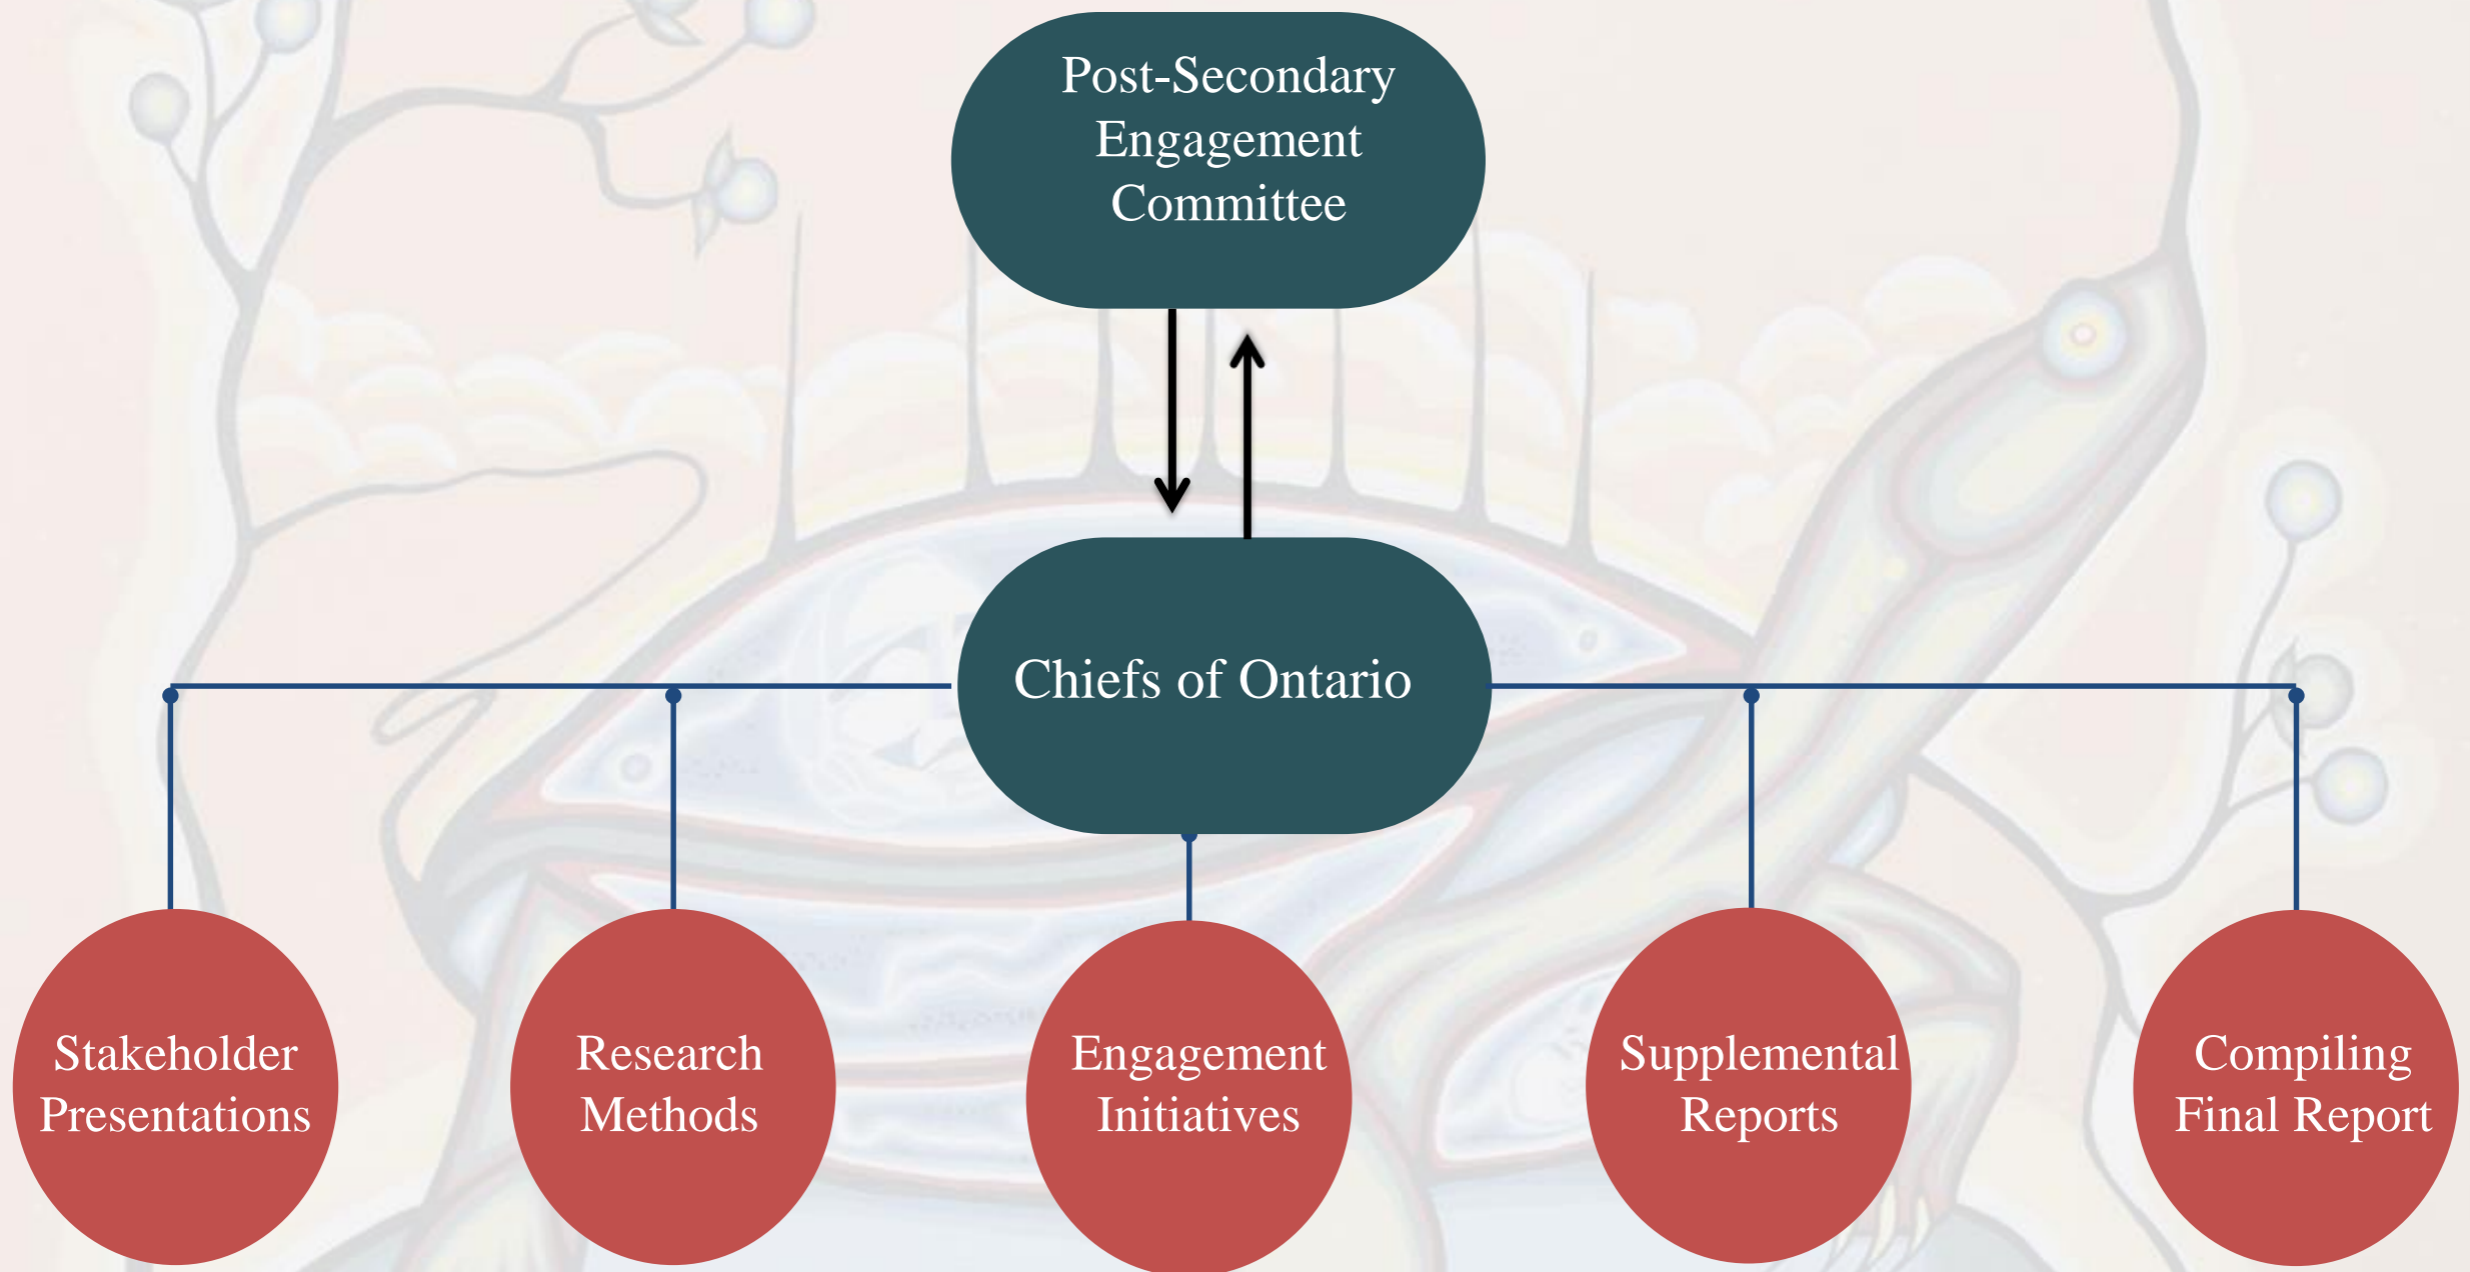 Post-Secondary
Engagement
Committee
Chiefs of Ontario
Stakeholder
Presentations
Research
Methods
Engagement
Initiatives
Supplemental
Reports
Compiling
Final Report